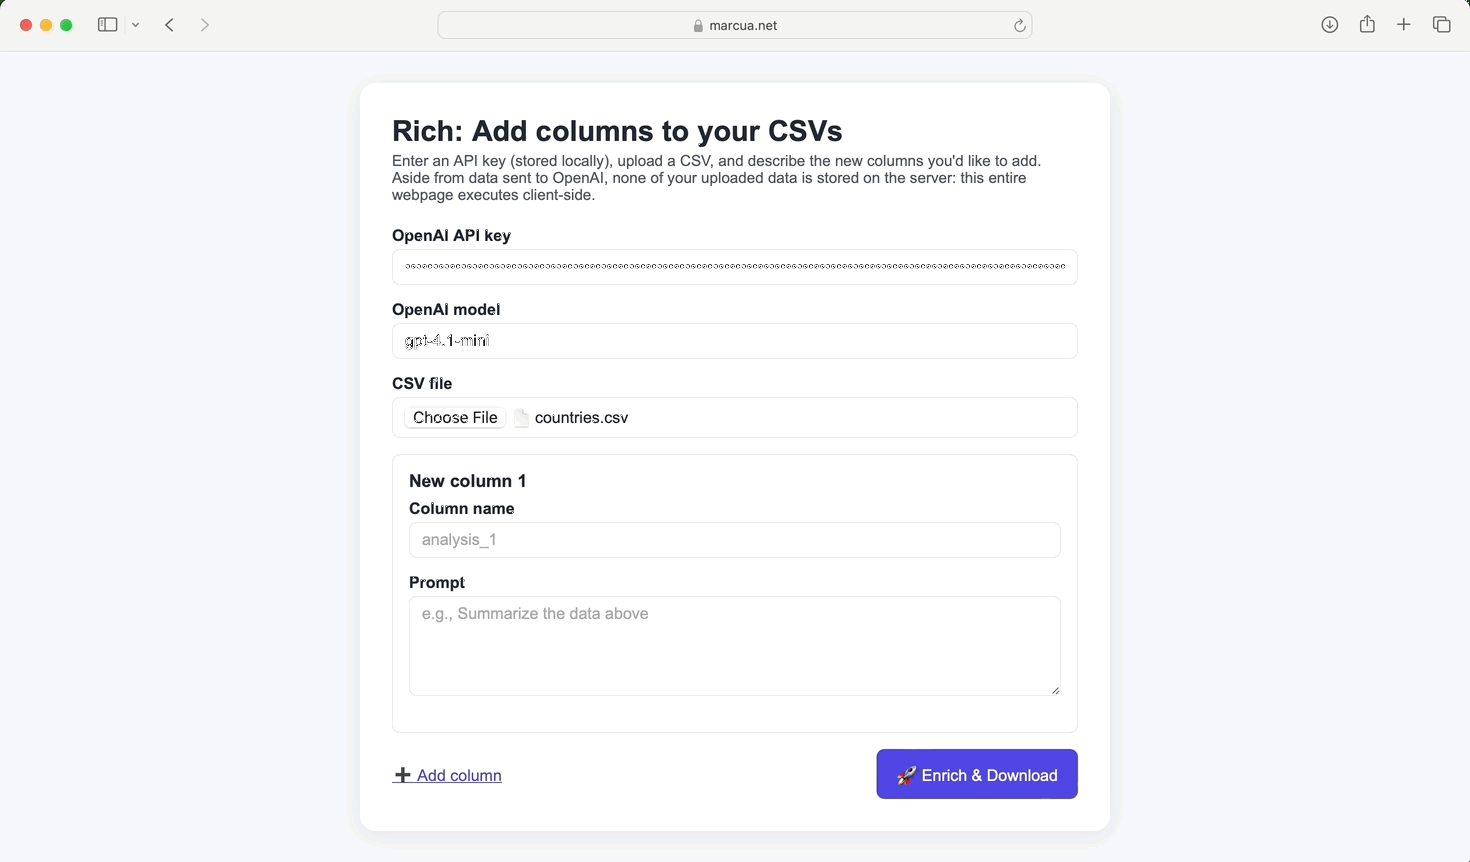 marcua.net
Rich: Add columns to your CSVs
Enter an API key (stored locally), upload a CSV, and describe the new columns you'd like to add.
Aside from data sent to OpenAI, none of your uploaded data is stored on the server: this entire
webpage executes client-side.
OpenAI API key
OpenAI model
gpt-4.1-mini
CSV file
Choose File countries.csv
New column 1
Column name
analysis_1
Prompt
e.g., Summarize the data above
➕ Add column
🚀 Enrich & Download